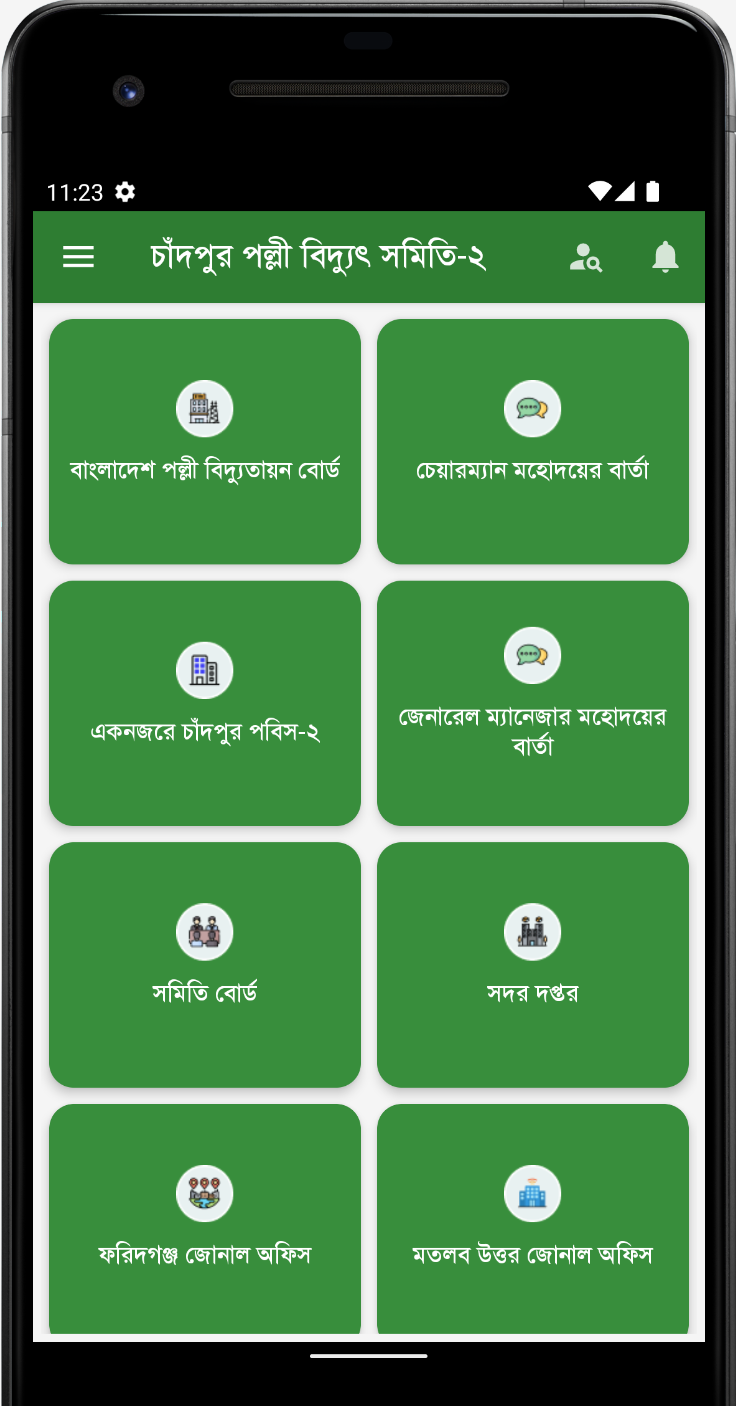 11:23
চাঁদপুর পল্লী বিদ্যুৎ সমিতি-২
বাংলাদেশ পল্লী বিদ্যুতায়ন বোর্ড
চেয়ারম্যান মহোদয়ের বার্তা
একনজরে চাঁদপুর পবিস-২
জেনারেল ম্যানেজার মহোদয়ের
বার্তা
সমিতি বোর্ড
সদর দপ্তর
ফরিদগঞ্জ জোনাল অফিস
মতলব উত্তর জোনাল অফিস